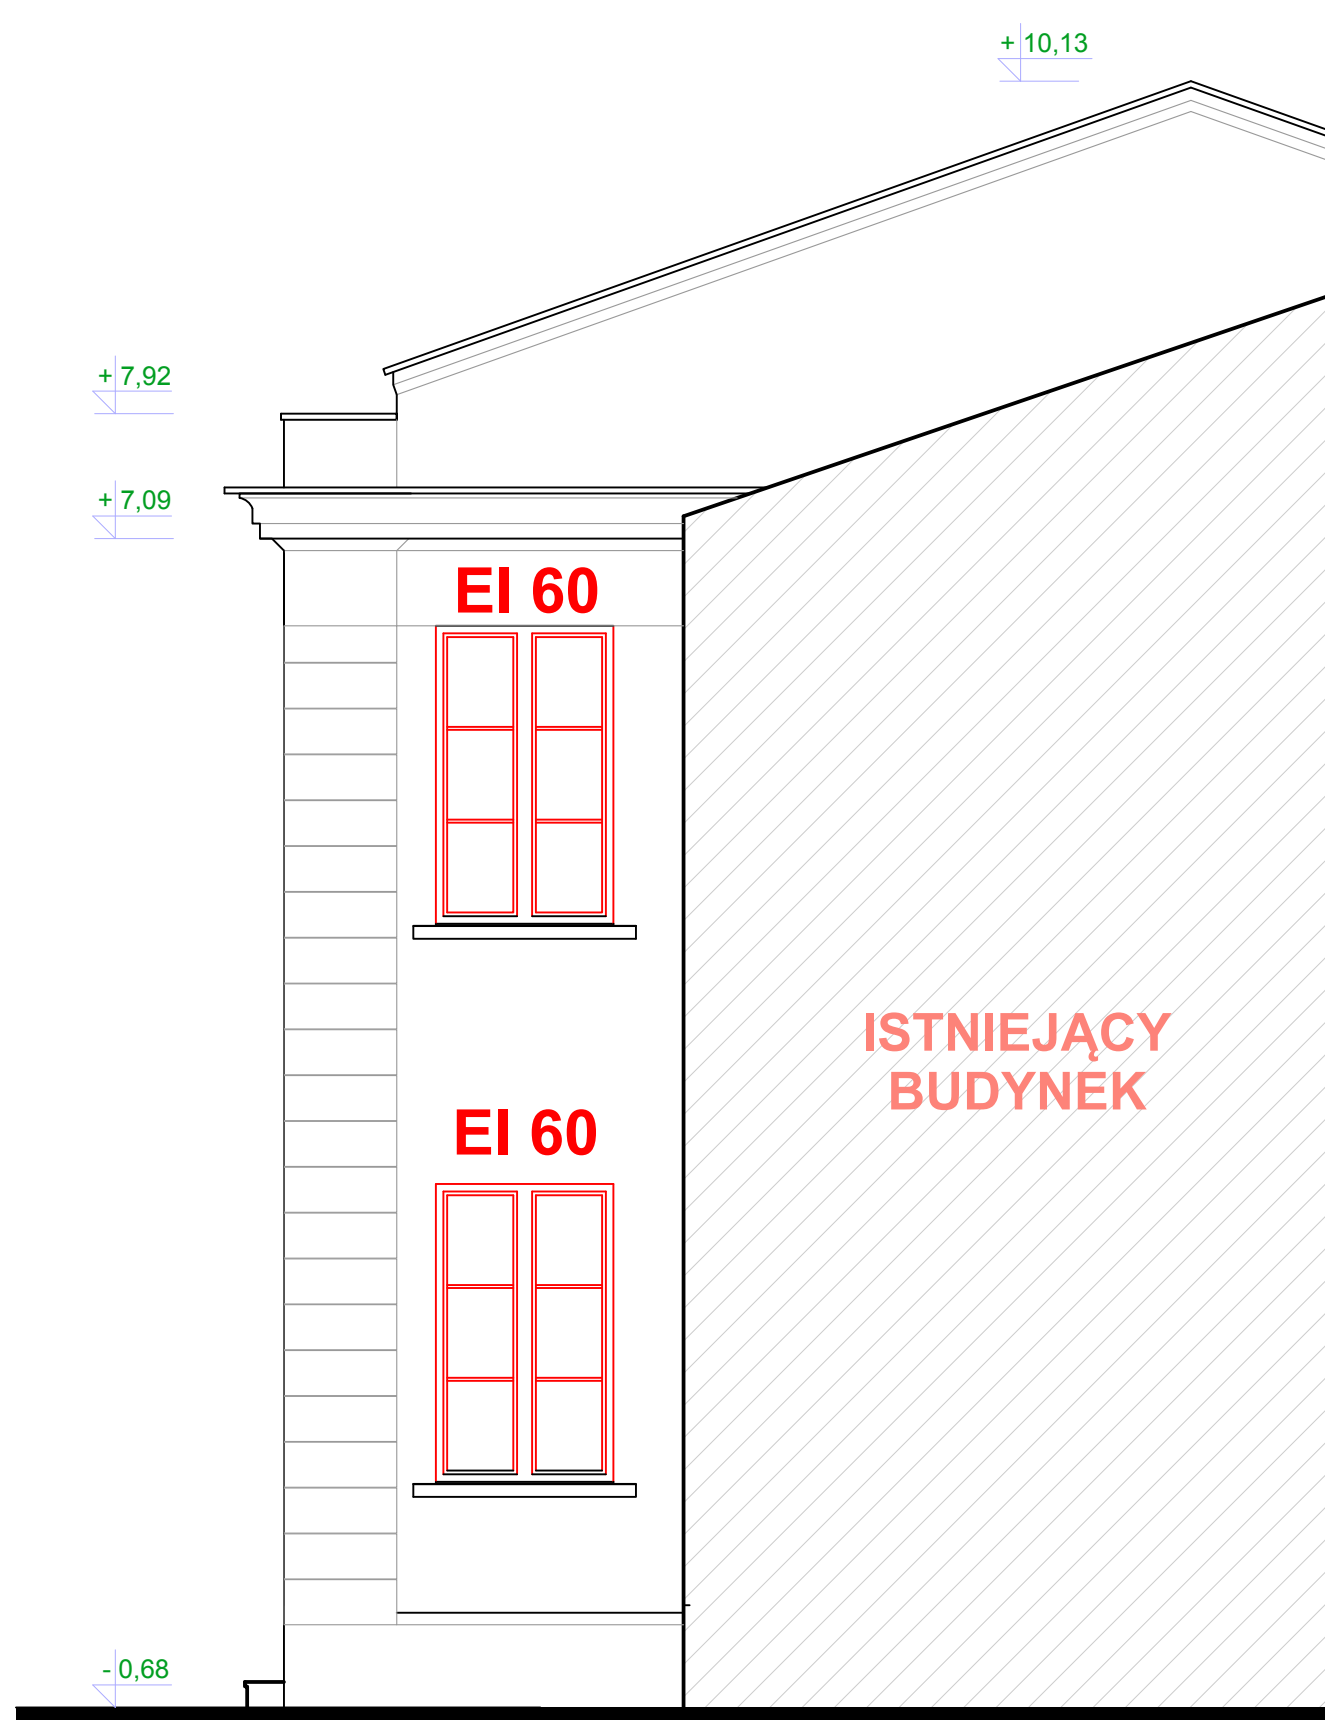 + 10,13
+ 7,92
+ 7,09
EI 60
ISTNIEJĄCY
BUDYNEK
EI 60
- 0,68